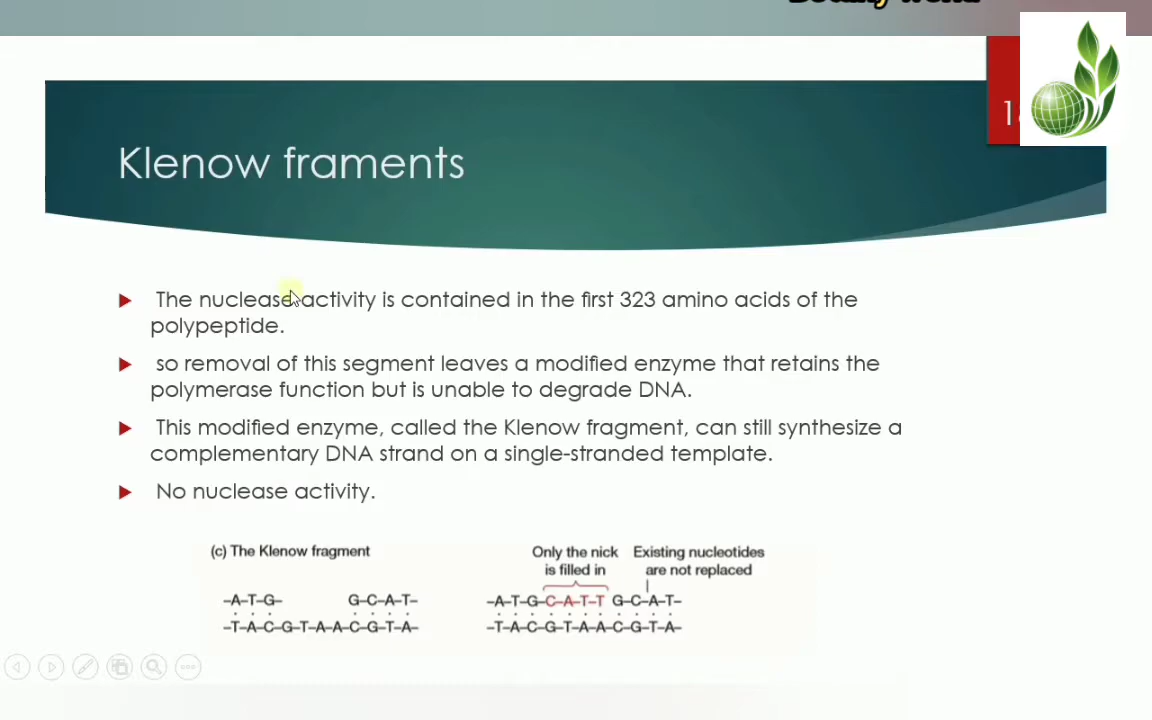 Klenow framents
The nuclease activity is contained in the first 323 amino acids of the
polypeptide.
so removal of this segment leaves a modified enzyme that retains the
polymerase function but is unable to degrade DNA.
This modified enzyme, called the Klenow fragment, can still synthesize a
complementary DNA strand on a single-stranded template.
No nuclease activity.
(c) The Klenow fragment
Only the nick
is filled in
Existing nucleotides
are not replaced
–A–T–G– G–C–A–T–
–T–A–C–G–T–A–A–C–G–T–A–
–A–T–G–C–A–T–T G–C–A–T–
–T–A–C–G–T–A–A–C–G–T–A–